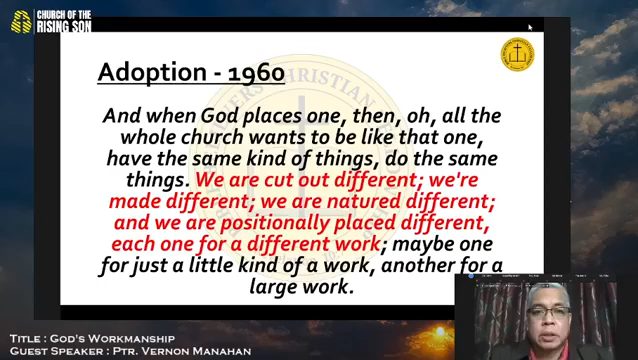 CHURCH OF THE
RISING SON
Adoption - 1960
And when God places one, then, oh, all the
whole church wants to be like that one,
have the same kind of things, do the same
things. We are cut out different; we're
made different; we are natured different;
and we are positionally placed different,
each one for a different work; maybe one
for just a little kind of a work, another for a
large work.
Title : God's Workmanship
Guest Speaker : Ptr. Vernon Manahan